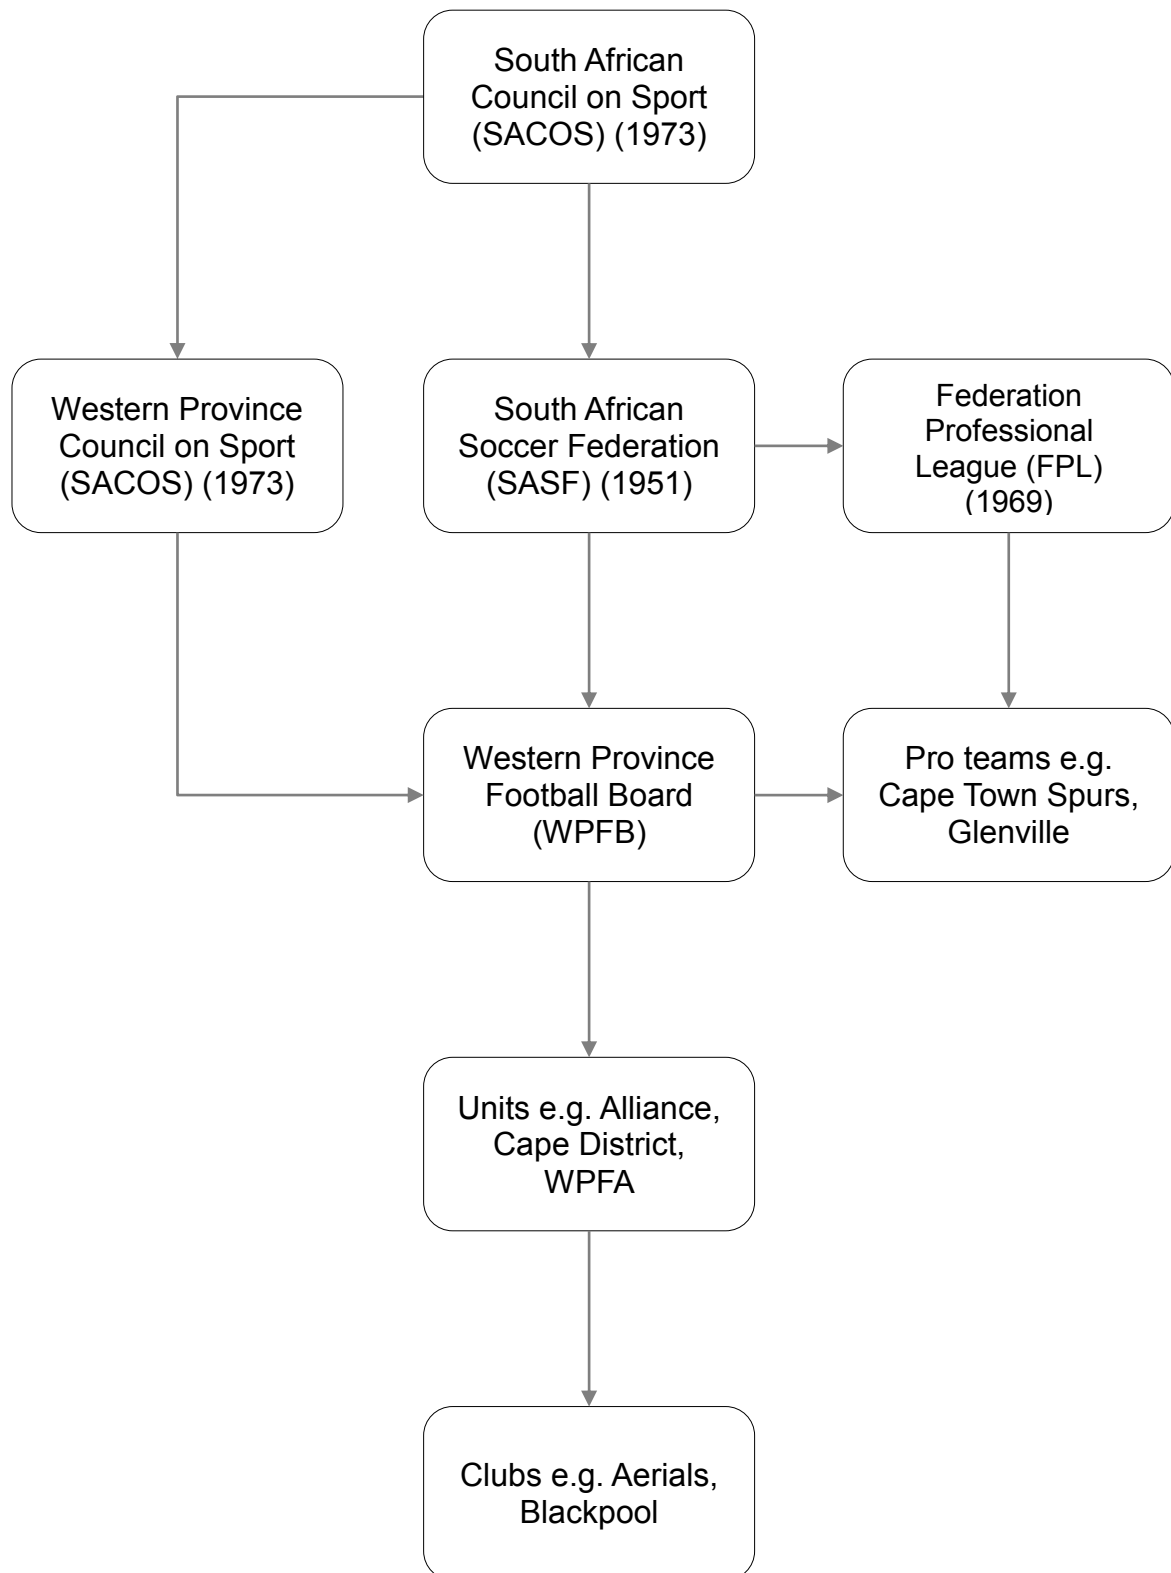 South African
Council on Sport
(SACOS) (1973)
Western Province
Council on Sport
(SACOS) (1973)
South African
Soccer Federation
(SASF) (1951)
Federation
Professional
League (FPL)
(1969)
Western Province
Football Board
(WPFB)
Pro teams e.g.
Cape Town Spurs,
Glenville
Units e.g. Alliance,
Cape District,
WPFA
Clubs e.g. Aerials,
Blackpool